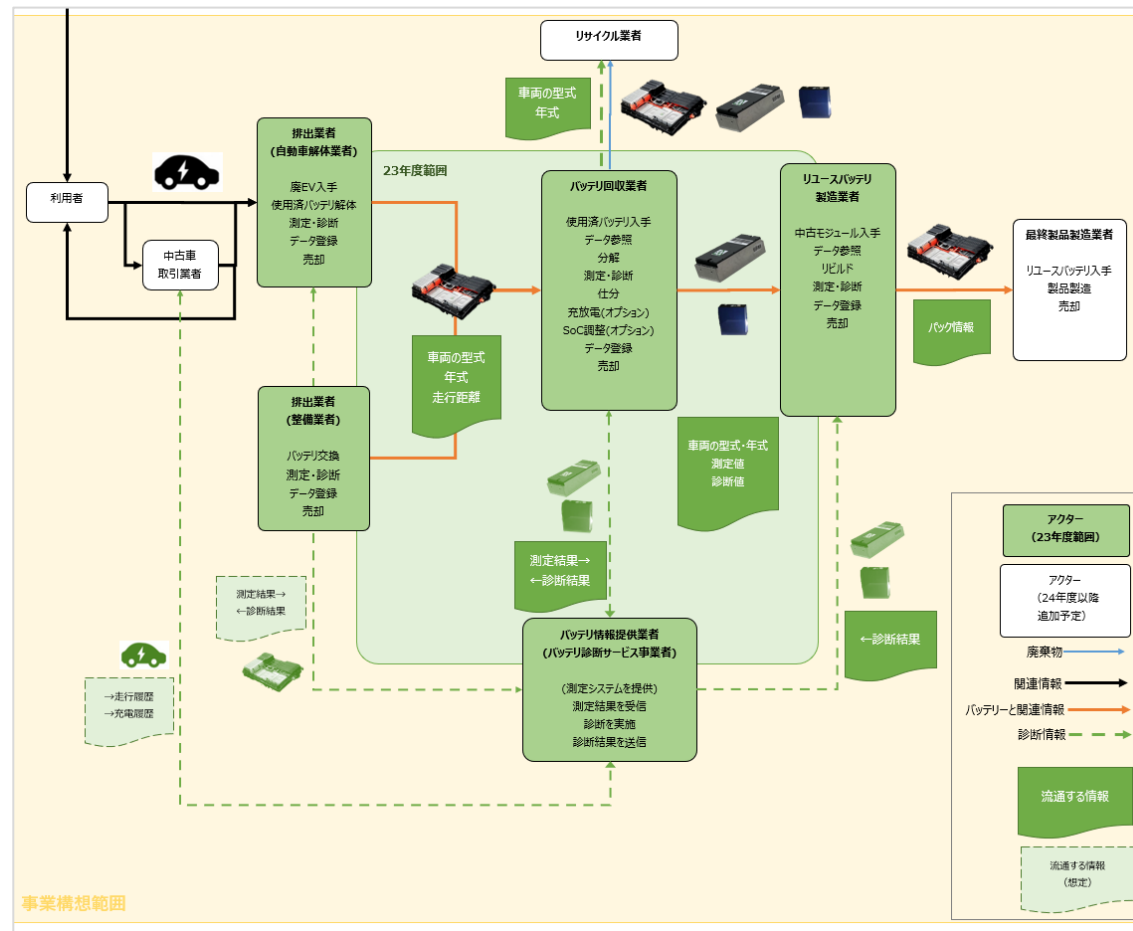 リサイクル業者
車両の型式
年式
排出業者
(自動車解体業者)
廃EV入手
使用済バッテリ解体
測定・診断
データ登録
売却
23年度範囲
利用者
中古車
取引業者
バッテリ回収業者
使用済バッテリ入手
データ参照
分解
測定・診断
仕分
充放電(オプション)
SoC調整(オプション)
データ登録
売却
リユースバッテリ
製造業者
中古モジュール入手
データ参照
リビルド
測定・診断
データ登録
売却
最終製品製造業者
リユースバッテリ入手
製品製造
売却
パック情報
車両の型式
年式
走行距離
排出業者
(整備業者)
バッテリ交換
測定・診断
データ登録
売却
車両の型式・年式
測定値
診断値
測定結果→
←診断結果
測定結果→
←診断結果
←診断結果
バッテリ情報提供業者
(バッテリ診断サービス事業者)
(測定システムを提供)
測定結果を受信
診断を実施
診断結果を送信
→走行履歴
→充電履歴
アクター
(23年度範囲)
アクター
(24年度以降
追加予定)
廃棄物
関連情報
バッテリーと関連情報
診断情報
流通する情報
流通する情報
(想定)
事業構想範囲